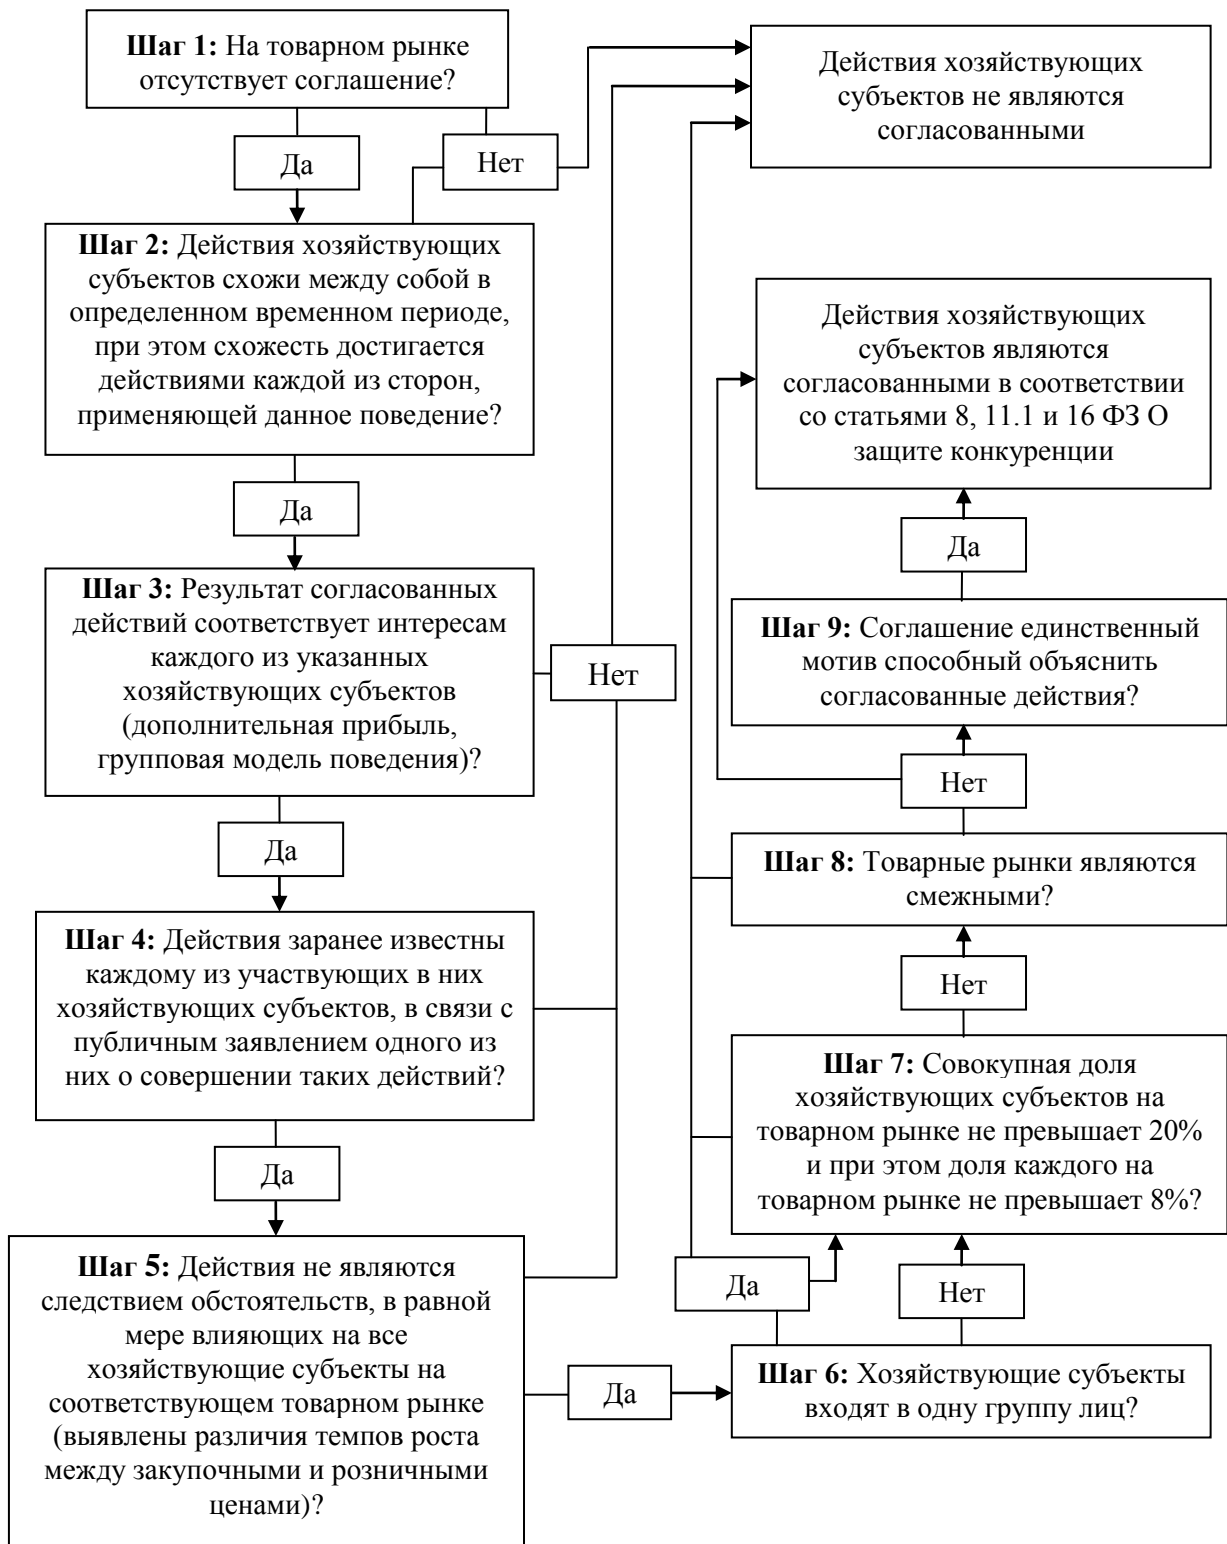 Шаг 1: На товарном рынке
отсутствует соглашение?
Да
Нет
Действия хозяйствующих
субъектов не являются
согласованными
Шаг 2: Действия хозяйствующих
субъектов схожи между собой в
определенном временном периоде,
при этом схожесть достигается
действиями каждой из сторон,
применяющей данное поведение?
Да
Шаг 3: Результат согласованных
действий соответствует интересам
каждого из указанных
хозяйствующих субъектов
(дополнительная прибыль,
групповая модель поведения)?
Нет
Да
Шаг 4: Действия заранее известны
каждому из участвующих в них
хозяйствующих субъектов, в связи с
публичным заявлением одного из
них о совершении таких действий?
Да
Шаг 5: Действия не являются
следствием обстоятельств, в равной
мере влияющих на все
хозяйствующие субъекты на
соответствующем товарном рынке
(выявлены различия темпов роста
между закупочными и розничными
ценами)?
Да
Шаг 6: Хозяйствующие субъекты
входят в одну группу лиц?
Да
Нет
Шаг 7: Совокупная доля
хозяйствующих субъектов на
товарном рынке не превышает 20%
и при этом доля каждого на
товарном рынке не превышает 8%?
Нет
Шаг 8: Товарные рынки являются
смежными?
Нет
Шаг 9: Соглашение единственный
мотив способный объяснить
согласованные действия?
Да
Действия хозяйствующих
субъектов являются
согласованными в соответствии
со статьями 8, 11.1 и 16 ФЗ О
защите конкуренции